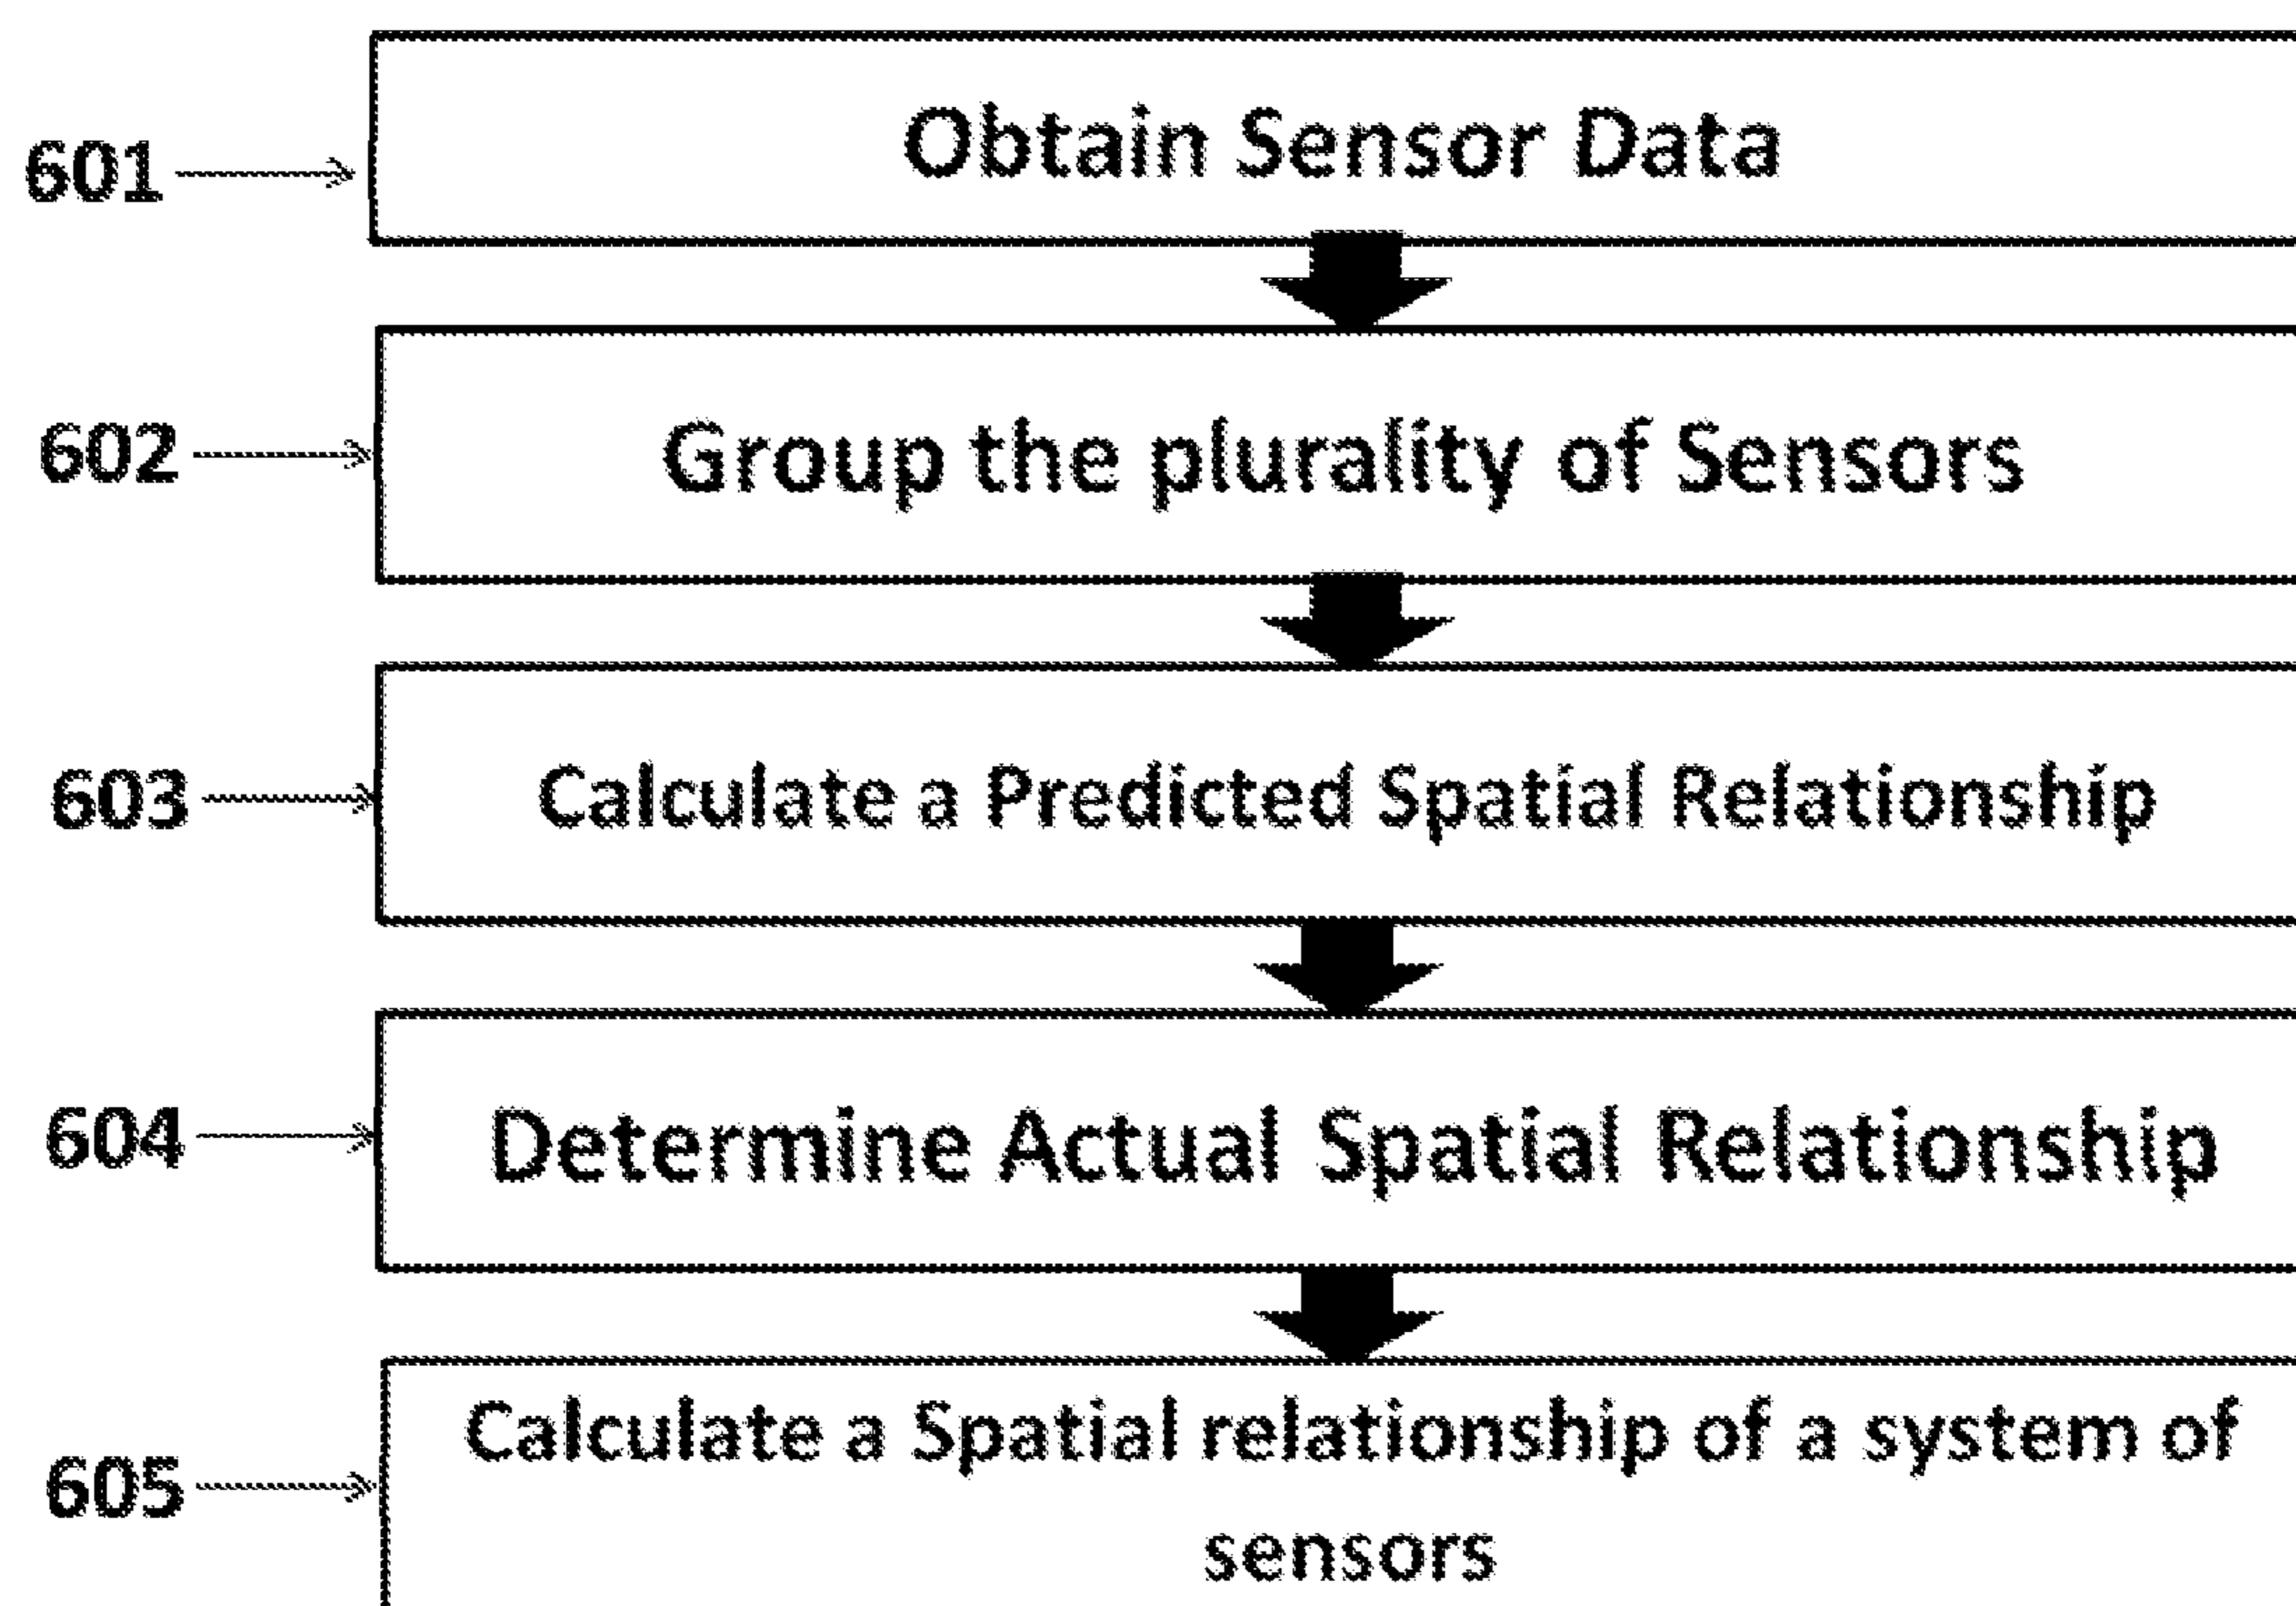 601
Obtain Sensor Data
602
Group the plurality of Sensors
603
Calculate a Predicted Spatial Relationship
604
Determine Actual Spatial Relationship
605
Calculate a Spatial relationship of a system of
sensors